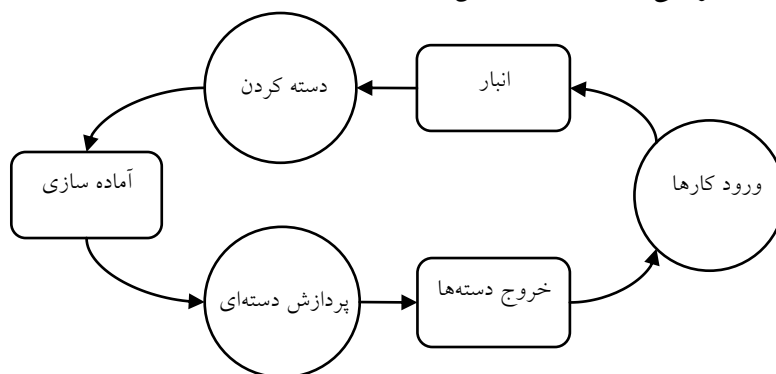 انبار
دسته کردن
ورود کارها
آماده سازی
خروج دسته‌ها
پردازش دسته‌ای